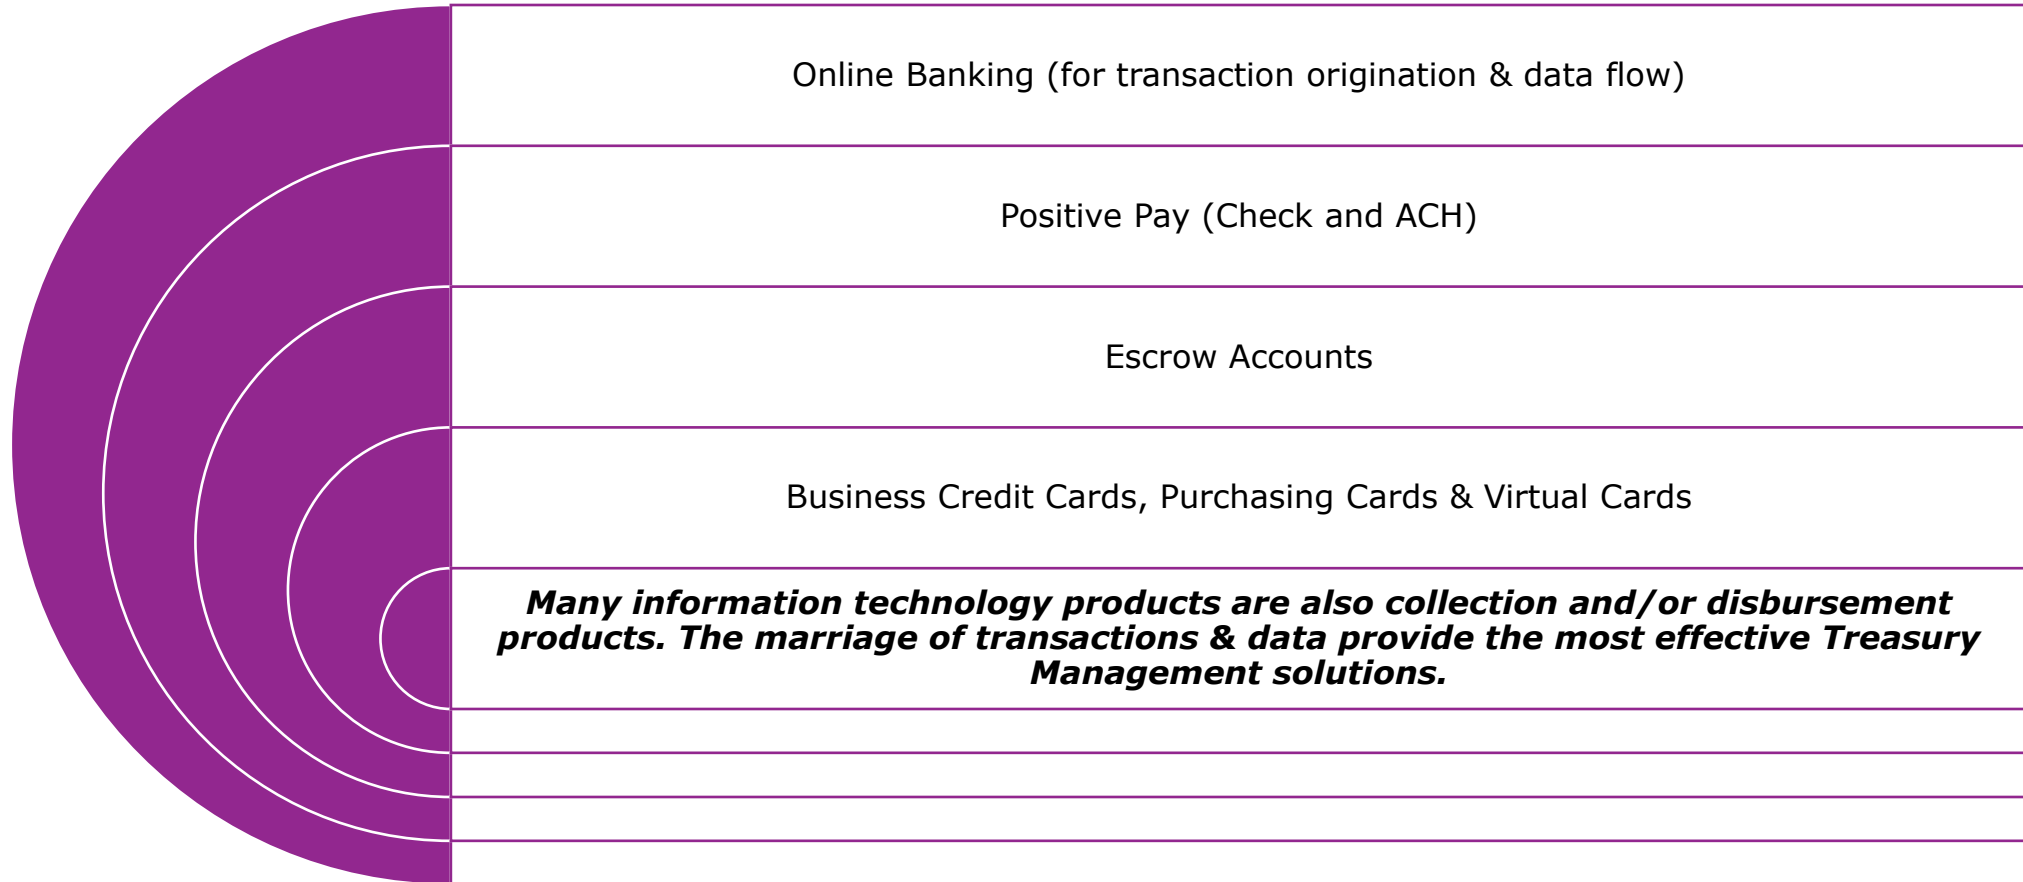 Online Banking (for transaction origination & data flow)
Positive Pay (Check and ACH)
Escrow Accounts
Business Credit Cards, Purchasing Cards & Virtual Cards
Many information technology products are also collection and/or disbursement
products. The marriage of transactions & data provide the most effective Treasury
Management solutions.